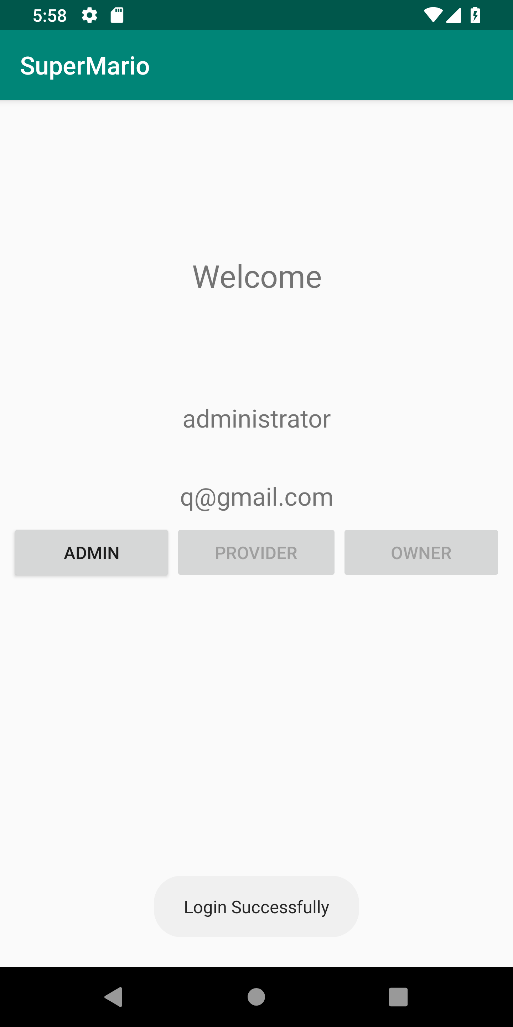 5:58
SuperMario
Welcome
administrator
q@gmail.com
ADMIN PROVIDER OWNER
Login Successfully